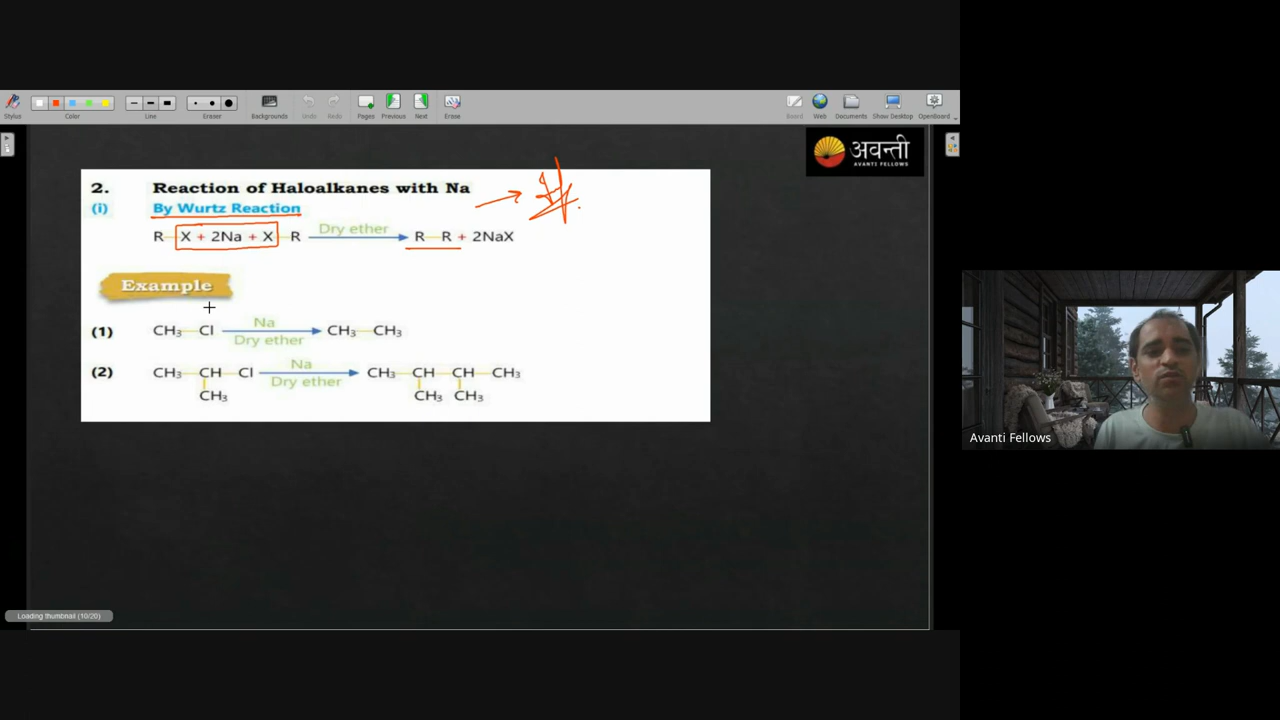 Stylus
Color
Line
Eraser
Backgrounds
Undo
Redo
Pages
Previous
Next
Erase
Board
Web
Documents
Show Desktop
OpenBoard
अवन्ती
AVANTI FELLOWS
2. Reaction of Haloalkanes with Na
(i) By Wurtz Reaction
R—X + 2Na + X—R Dry ether → R—R + 2NaX
Example
(1) CH₃—Cl Na Dry ether → CH₃—CH₃
(2) CH₃—CH—Cl Na Dry ether → CH₃—CH—CH—CH₃
CH₃ CH₃ CH₃
Avanti Fellows
Loading thumbnail (10/20)